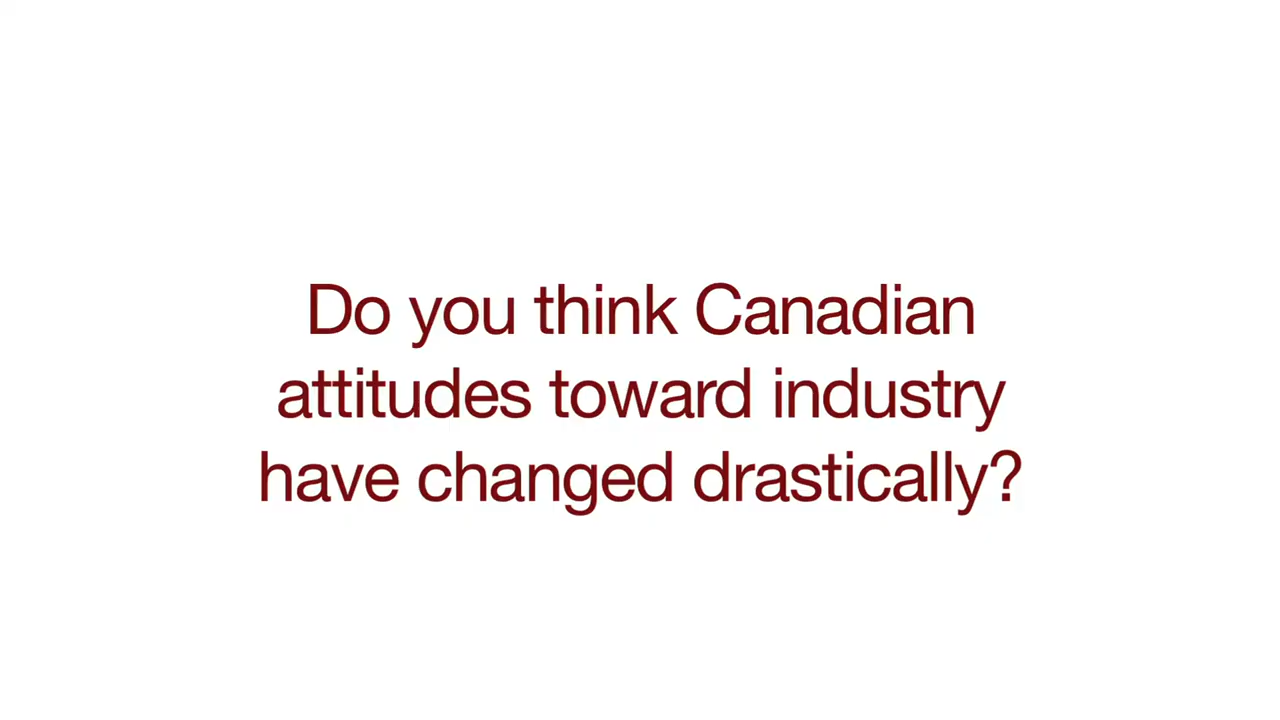 Do you think Canadian
attitudes toward industry
have changed drastically?